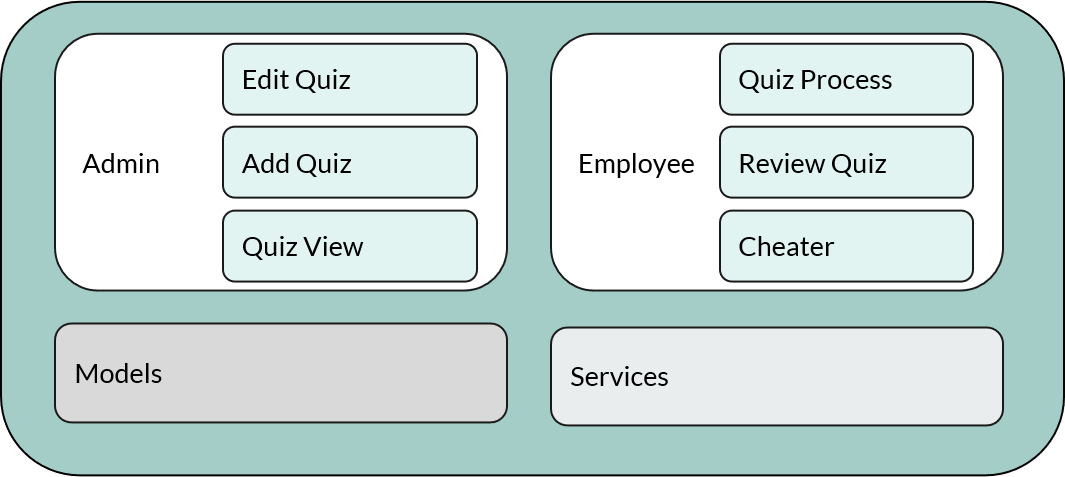 Admin
Edit Quiz
Add Quiz
Quiz View
Employee
Quiz Process
Review Quiz
Cheater
Models
Services